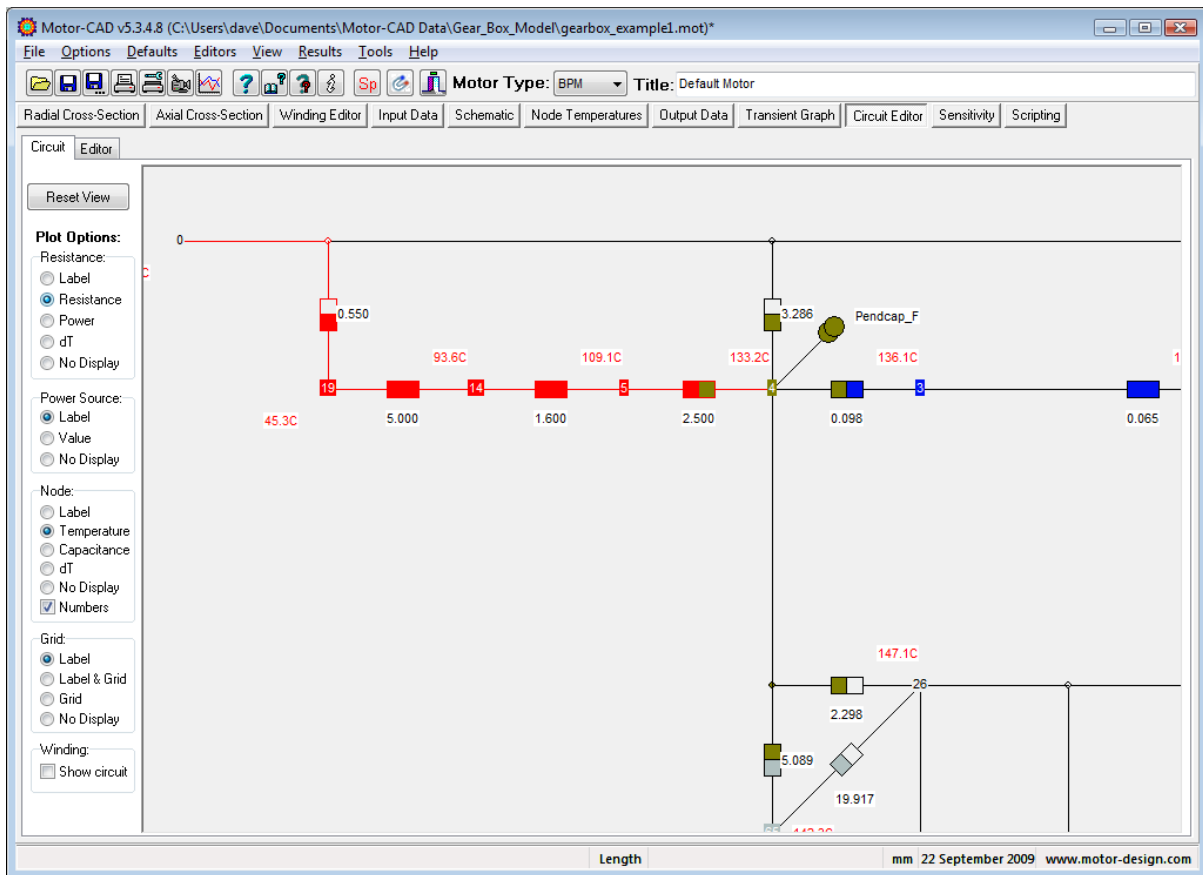 Motor-CAD v5.3.4.8 (C:\Users\dave\Documents\Motor-CAD Data\Gear_Box_Model\gearbox_example1.mot)*
File Options Defaults Editors View Results Tools Help
Sp Motor Type: BPM Title: Default Motor
Radial Cross-Section Axial Cross-Section Winding Editor Input Data Schematic Node Temperatures Output Data Transient Graph Circuit Editor Sensitivity Scripting
Circuit Editor
Reset View
Plot Options:
Resistance:
Label
Resistance
Power
dT
No Display
Power Source:
Label
Value
No Display
Node:
Label
Temperature
Capacitance
dT
No Display
Numbers
Grid:
Label
Label & Grid
Grid
No Display
Winding:
Show circuit
0
C
0.550 3.286 Pendcap_F
93.6C 109.1C 133.2C 136.1C 1
19 14 5 4 3
45.3C 5.000 1.600 2.500 0.098 0.065
147.1C
26
2.298
5.089
19.917
Length mm 22 September 2009 www.motor-design.com